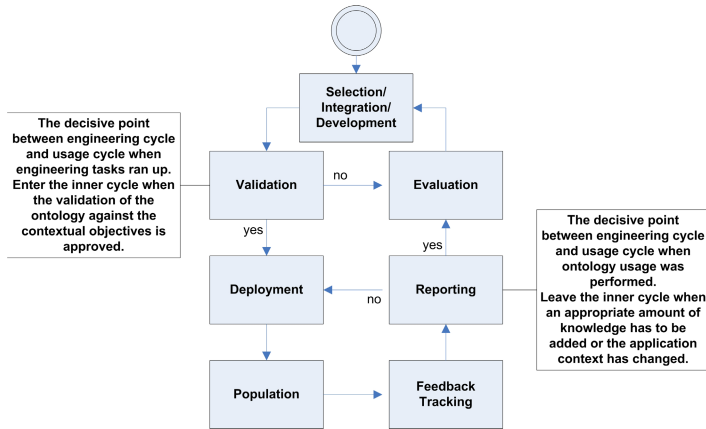 Selection/
Integration/
Development
The decisive point
between engineering cycle
and usage cycle when
engineering tasks ran up.
Enter the inner cycle when
the validation of the
ontology against the
contextual objectives is
approved.
Validation
no
Evaluation
yes
yes
The decisive point
between engineering cycle
and usage cycle when
ontology usage was
performed.
Leave the inner cycle when
an appropriate amount of
knowledge has to be
added or the application
context has changed.
Deployment
no
Reporting
Population
Feedback
Tracking